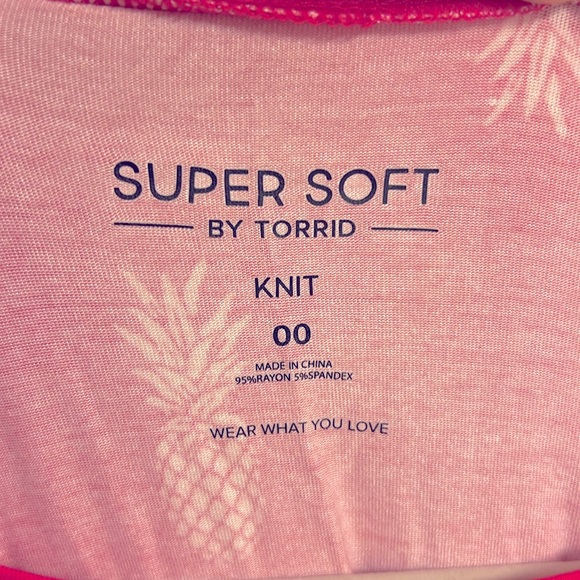 SUPER SOFT
BY TORRID
KNIT
00
MADE IN CHINA
95%RAYON 5%SPANDEX
WEAR WHAT YOU LOVE